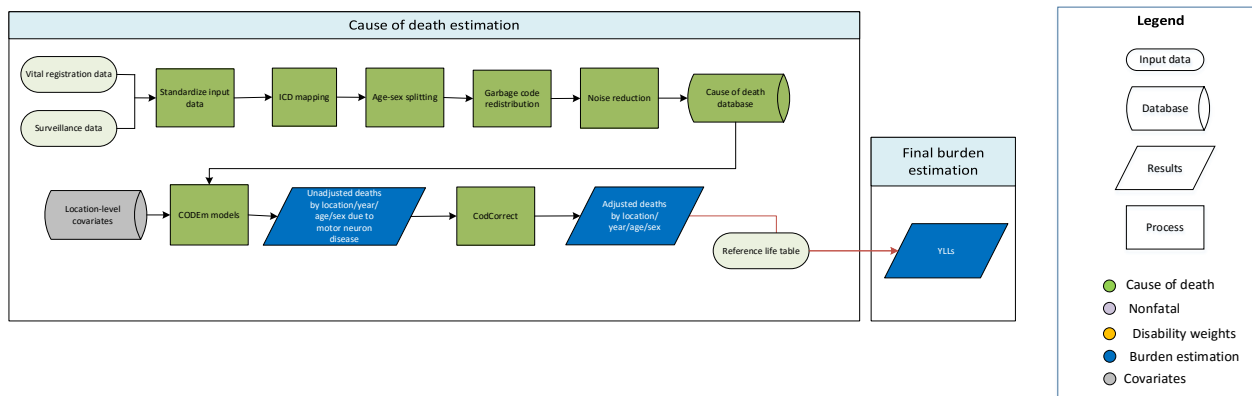 Cause of death estimation
Vital registration data
Surveillance data
Standardize input
data
ICD mapping
Age-sex splitting
Garbage code
redistribution
Noise reduction
Cause of death
database
Location-level
covariates
CODEm models
Unadjusted deaths
by location/year/
age/sex due to
motor neuron
disease
CodCorrect
Adjusted deaths
by location/
year/age/sex
Reference life table
Final burden
estimation
YLLs
Legend
Input data
Database
Results
Process
Cause of death
Nonfatal
Disability weights
Burden estimation
Covariates